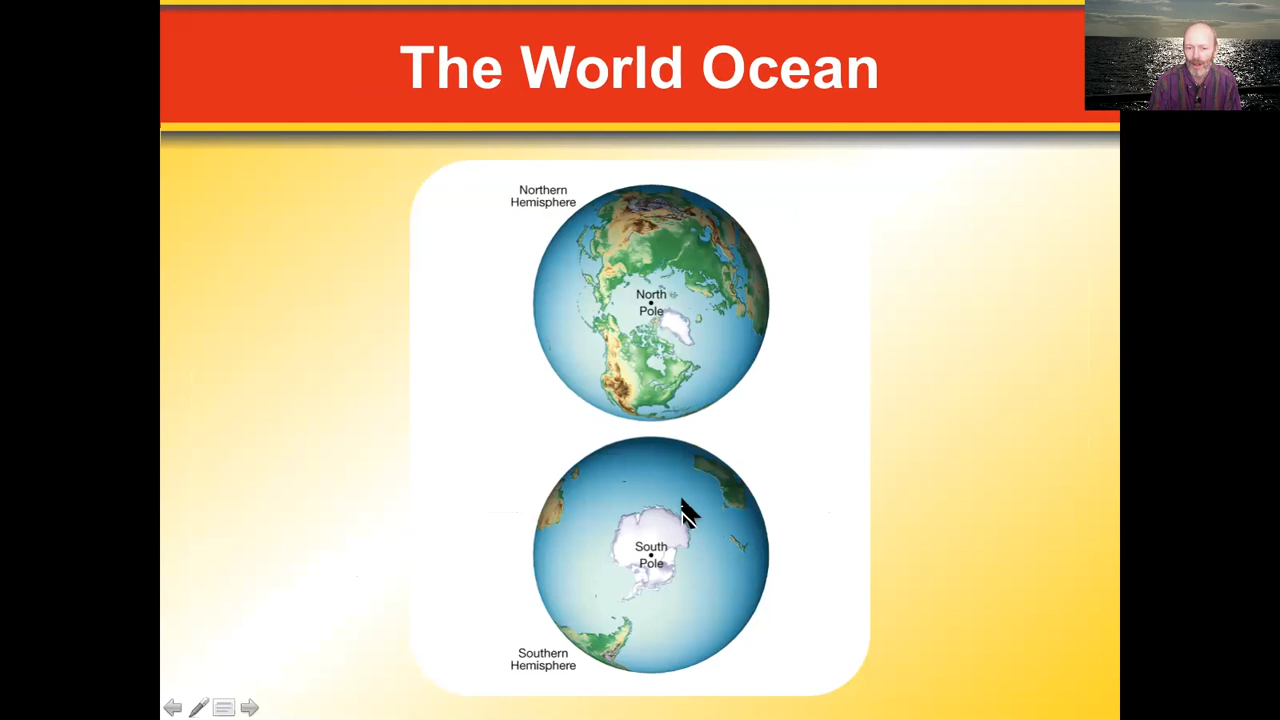 The World Ocean
Northern
Hemisphere
North
Pole
South
Pole
Southern
Hemisphere